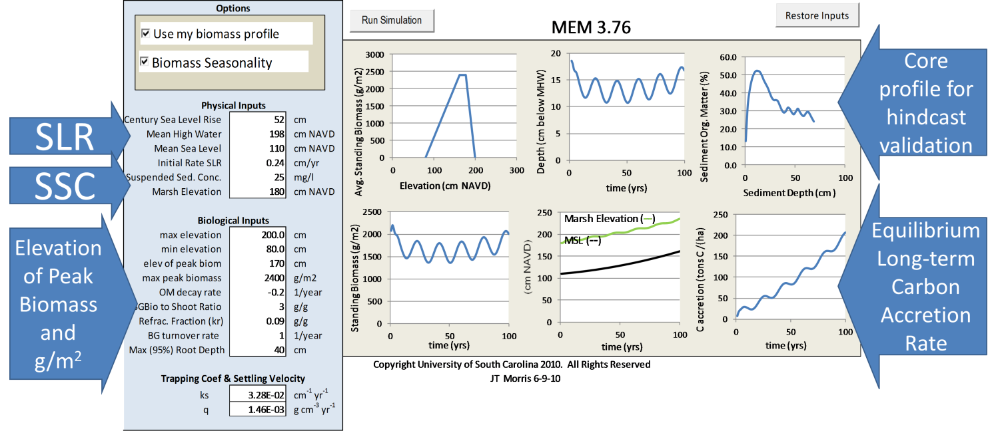 Options
Use my biomass profile
Biomass Seasonality
Physical Inputs
Century Sea Level Rise 52 cm
Mean High Water 198 cm NAVD
Mean Sea Level 110 cm NAVD
Initial Rate SLR 0.24 cm/yr
Suspended Sed. Conc. 25 mg/l
Marsh Elevation 180 cm NAVD
Biological Inputs
max elevation 200.0 cm
min elevation 80.0 cm
elev of peak biom 170 cm
max peak biomass 2400 g/m2
OM decay rate -0.2 1/year
GBio to Shoot Ratio 3 g/g
Refrac. Fraction (kr) 0.09 g/g
BG turnover rate 1 1/year
Max (95%) Root Depth 40 cm
Trapping Coef & Settling Velocity
ks 3.28E-02 cm⁻¹ yr⁻¹
q 1.46E-03 g cm⁻³ yr⁻¹
SLR
SSC
Elevation
of Peak
Biomass
and
g/m²
Run Simulation
MEM 3.76
Restore Inputs
Avg. Standing Biomass (g/m2)
3000
2500
2000
1500
1000
500
0
0 100 200 300
Elevation (cm NAVD)
Depth (cm below MHW)
20
15
10
5
0
0 50 100
time (yrs)
Sediment Org. Matter (%)
60.0
50.0
40.0
30.0
20.0
10.0
0.0
0 50 100
Sediment Depth (cm )
Standing Biomass (g/m2)
2500
2000
1500
1000
500
0
0 50 100
time (yrs)
(cm NAVD)
250
200
150
100
50
0
Marsh Elevation (---)
MSL (---)
0 50 100
time (yrs)
C accretion (tons C /(ha)
250
200
150
100
50
0
0 50 100
time (yrs)
Copyright University of South Carolina 2010. All Rights Reserved
JT Morris 6-9-10
Core
profile for
hindcast
validation
Equilibrium
Long-term
Carbon
Accretion
Rate